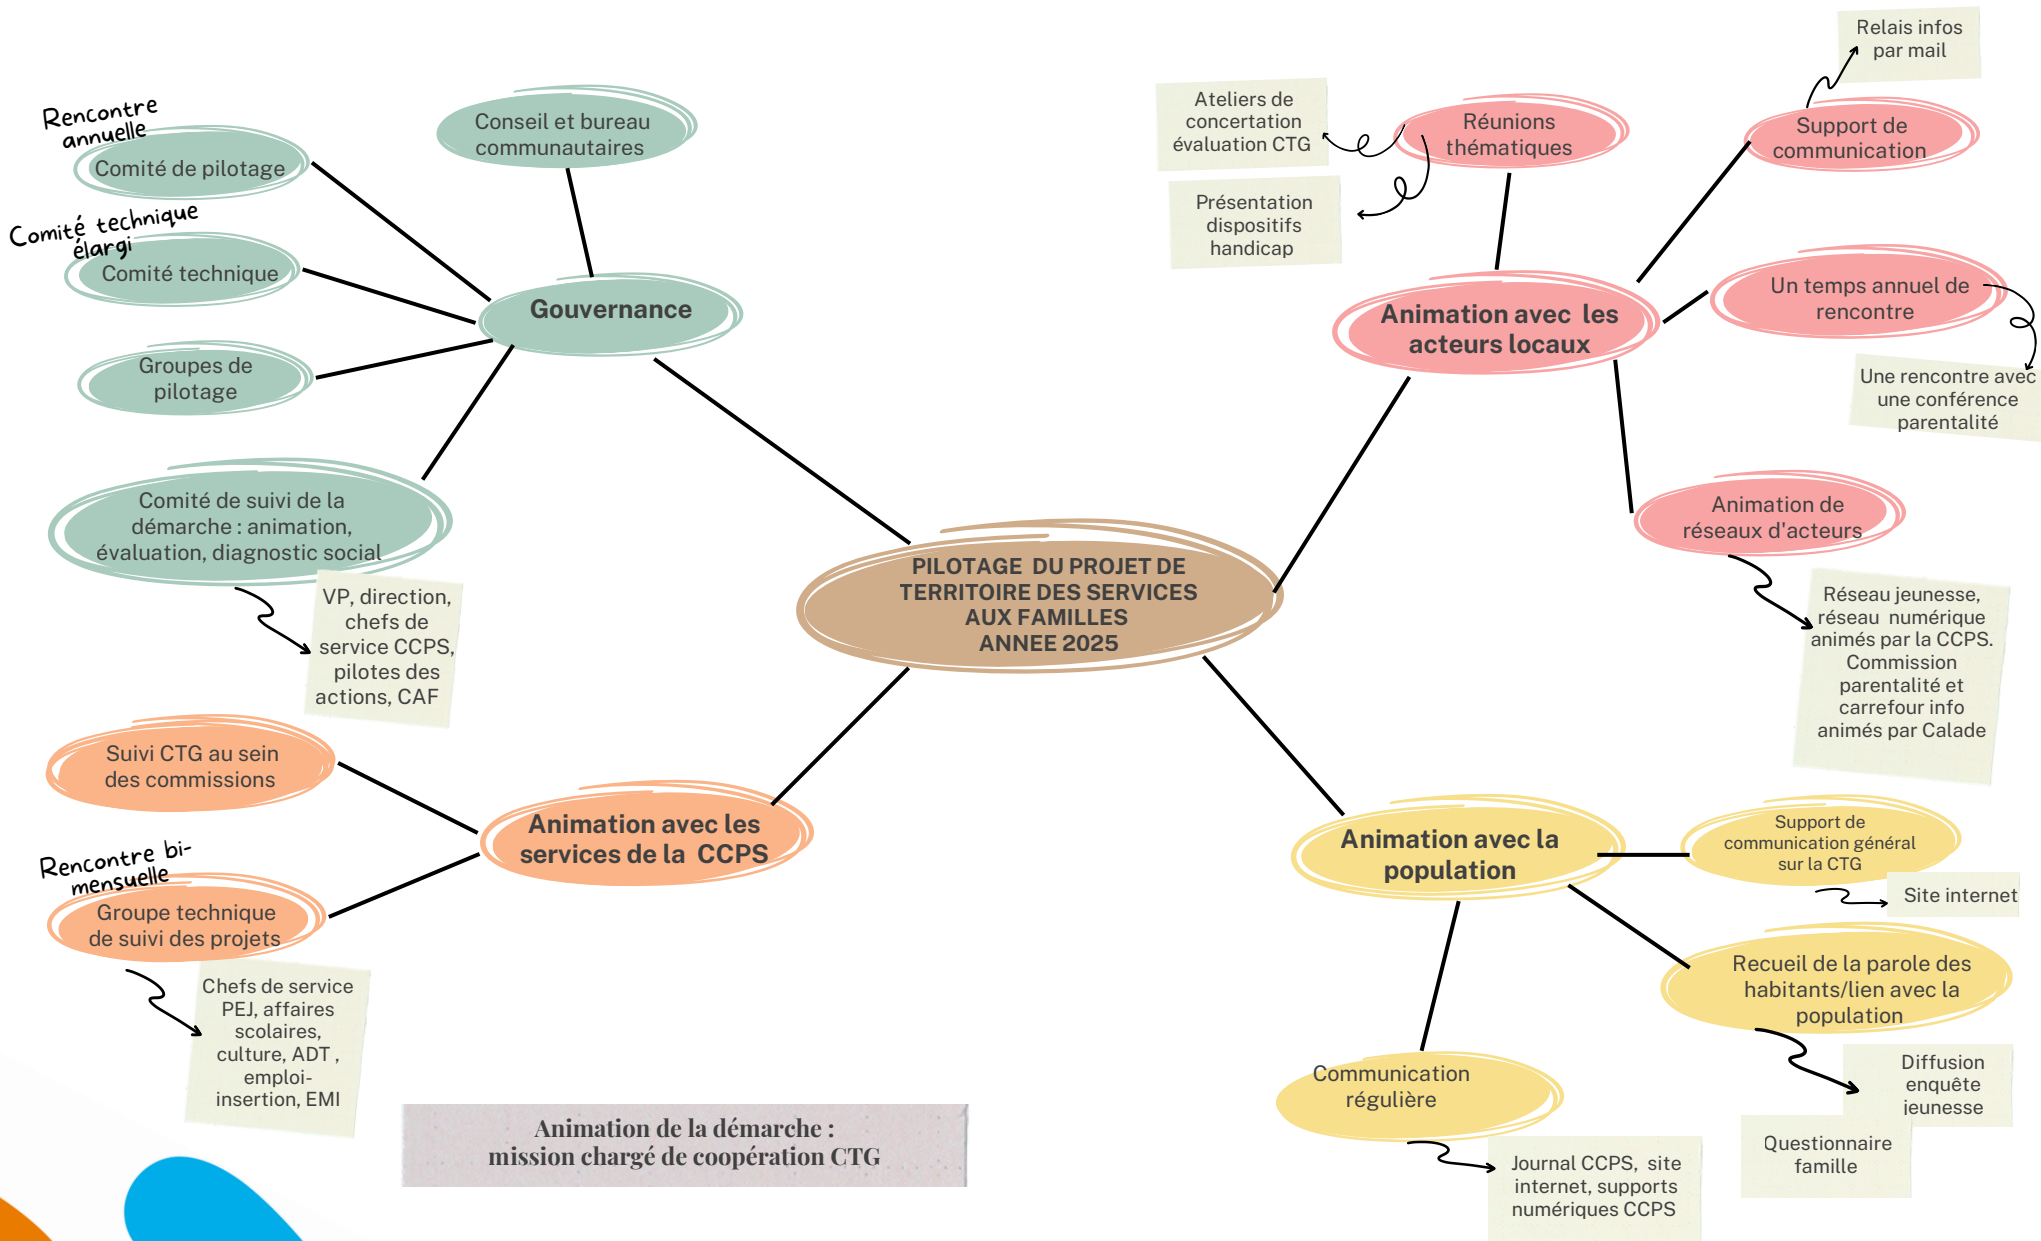 Rencontre
annuelle
Comité de pilotage
Conseil et bureau
communautaires
Comité technique
élargi
Comité technique
Gouvernance
Groupes de
pilotage
Comité de suivi de la
démarche : animation,
évaluation, diagnostic social
VP, direction,
chefs de
service CCPS,
pilotes des
actions, CAF
Ateliers de
concertation
évaluation CTG
Réunions
thématiques
Présentation
dispositifs
handicap
Relais infos
par mail
Support de
communication
Animation avec les
acteurs locaux
Un temps annuel de
rencontre
Une rencontre avec
une conférence
parentalité
Animation de
réseaux d'acteurs
Réseau jeunesse,
réseau numérique
animés par la CCPS.
Commission
parentalité et
carrefour info
animés par Calade
PILOTAGE DU PROJET DE
TERRITOIRE DES SERVICES
AUX FAMILLES
ANNEE 2025
Suivi CTG au sein
des commissions
Animation avec les
services de la CCPS
Rencontre bi-
mensuelle
Groupe technique
de suivi des projets
Chefs de service
PEJ, affaires
scolaires,
culture, ADT ,
emploi-
insertion, EMI
Animation avec la
population
Support de
communication général
sur la CTG
Site internet
Recueil de la parole des
habitants/lien avec la
population
Diffusion
enquête
jeunesse
Questionnaire
famille
Communication
régulière
Journal CCPS, site
internet, supports
numériques CCPS
Animation de la démarche :
mission chargé de coopération CTG